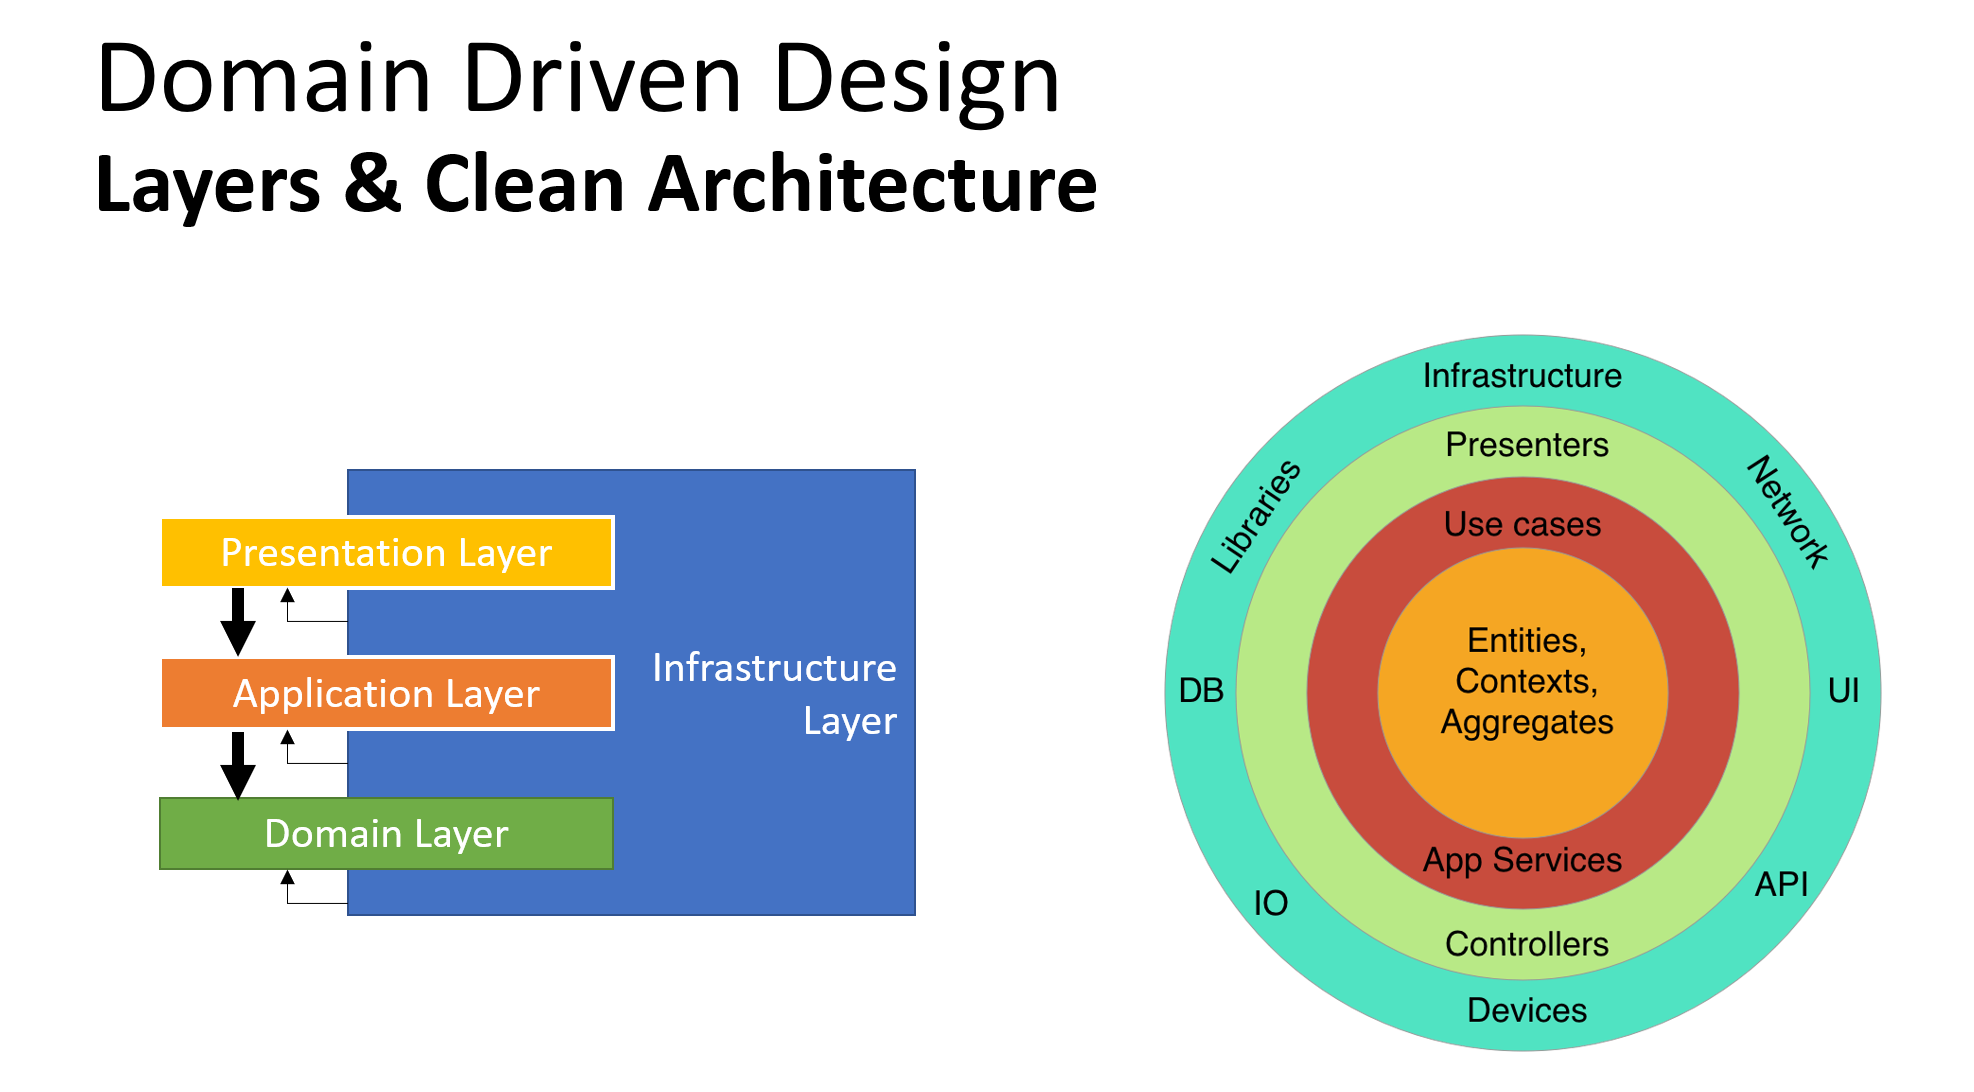 Domain Driven Design
Layers & Clean Architecture
Presentation Layer
Application Layer
Domain Layer
Infrastructure
Layer
Infrastructure
Presenters
Use cases
Libraries
Network
Entities,
Contexts,
Aggregates
DB
UI
App Services
API
IO
Controllers
Devices